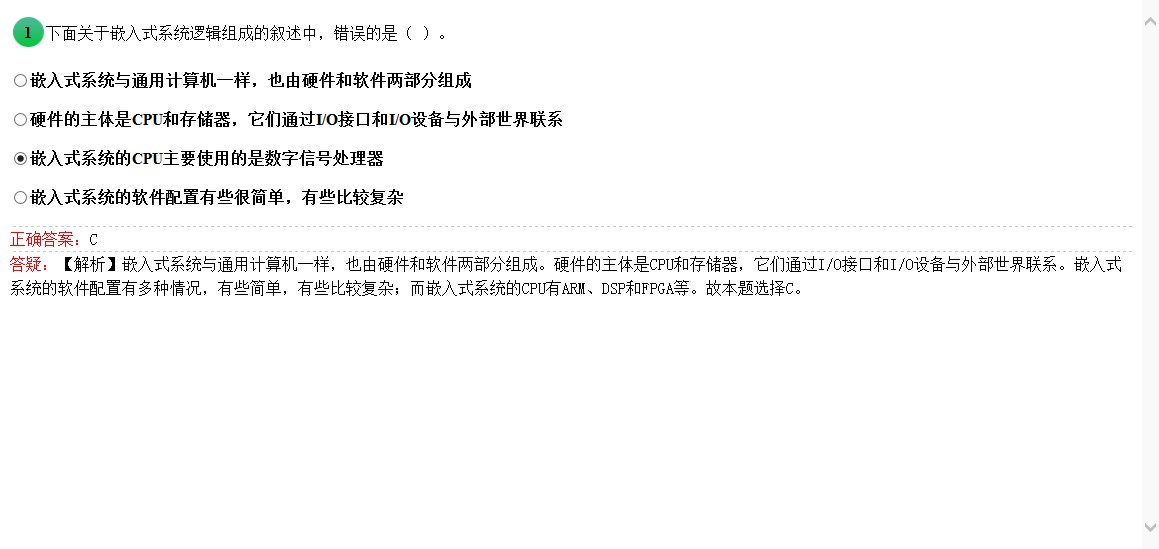 1 下面关于嵌入式系统逻辑组成的叙述中，错误的是（ ）。
嵌入式系统与通用计算机一样，也由硬件和软件两部分组成
硬件的主体是CPU和存储器，它们通过I/O接口和I/O设备与外部世界联系
嵌入式系统的CPU主要使用的是数字信号处理器
嵌入式系统的软件配置有些很简单，有些比较复杂
正确答案：C
答疑：【解析】嵌入式系统与通用计算机一样，也由硬件和软件两部分组成。硬件的主体是CPU和存储器，它们通过I/O接口和I/O设备与外部世界联系。嵌入式
系统的软件配置有多种情况，有些简单，有些比较复杂；而嵌入式系统的CPU有ARM、DSP和FPGA等。故本题选择C。